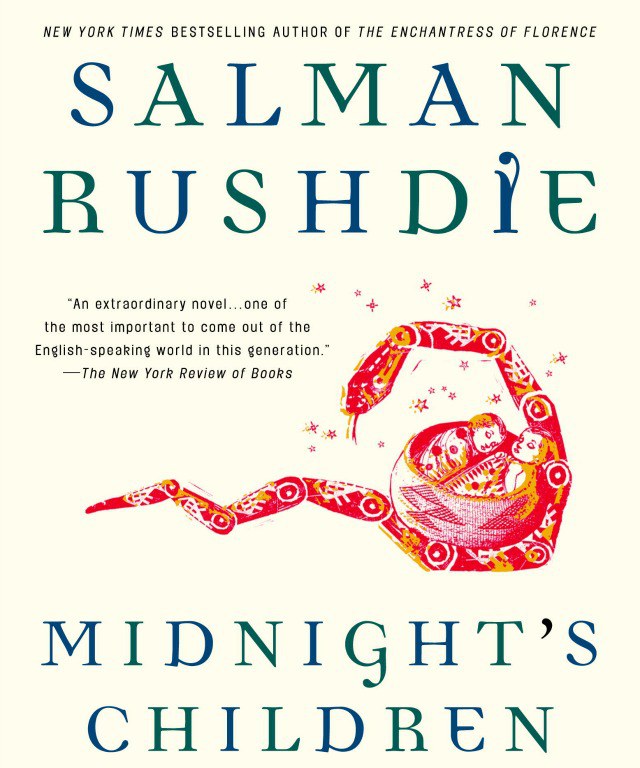 NEW YORK TIMES BESTSELLING AUTHOR OF THE ENCHANTRESS OF FLORENCE
SALMAN
RUSHDIE
“An extraordinary novel...one of
the most important to come out of the
English-speaking world in this generation.”
—The New York Review of Books
MIDNIGHT’S
CHILDREN